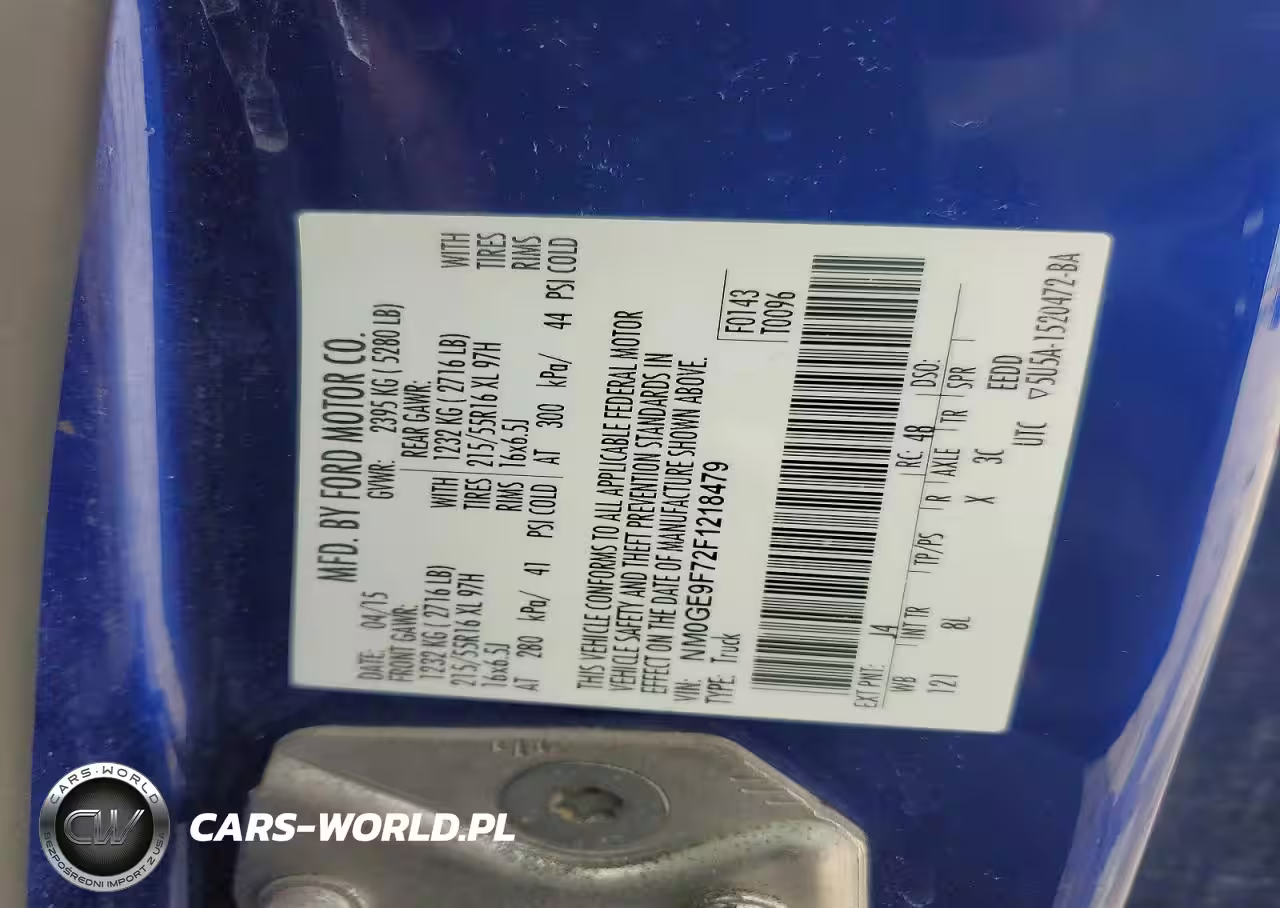 MFD. BY FORD MOTOR CO.
DATE: 04/15 GVWR: 2395 KG ( 5280 LB)
FRONT GAWR: REAR GAWR:
1232 KG ( 2716 LB) WITH 1232 KG ( 2716 LB) WITH
215/55R16 XL 97H TIRES 215/55R16 XL 97H TIRES
16x6.5J RIMS 16x6.5J RIMS
AT 280 kPa/ 41 PSI COLD AT 300 kPa/ 44 PSI COLD
THIS VEHICLE CONFORMS TO ALL APPLICABLE FEDERAL MOTOR
VEHICLE SAFETY AND THEFT PREVENTION STANDARDS IN
EFFECT ON THE DATE OF MANUFACTURE SHOWN ABOVE.
VIN: NM0GE9F72F1218479 F0143
TYPE: Truck T0096
EXT PNT: J4 RC: 48 DSO:
WB INT TR TP/PS R AXLE TR SPR
121 8L X 3C EEDD
UTC ▽5U5A-1520472-BA
CARS-WORLD
CW
BEZPOŚREDNI IMPORT Z USA
CARS-WORLD.PL